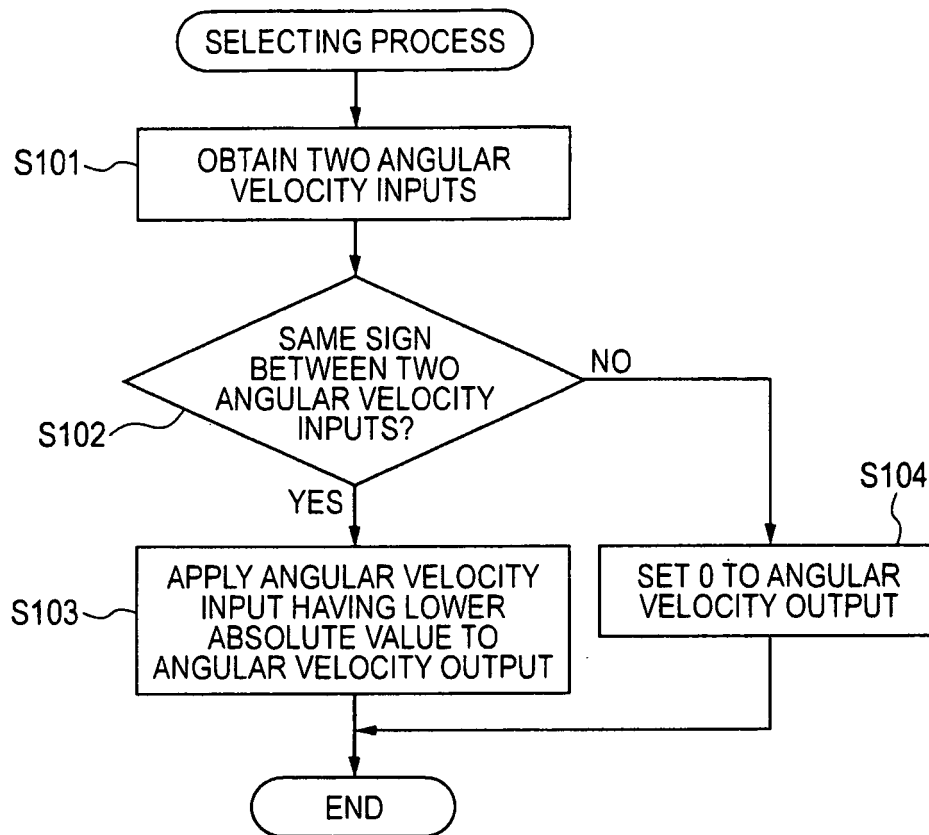 SELECTING PROCESS
S101
OBTAIN TWO ANGULAR
VELOCITY INPUTS
SAME SIGN
BETWEEN TWO
ANGULAR VELOCITY
INPUTS?
S102
NO
YES
S104
APPLY ANGULAR VELOCITY
INPUT HAVING LOWER
ABSOLUTE VALUE TO
ANGULAR VELOCITY OUTPUT
S103
SET 0 TO ANGULAR
VELOCITY OUTPUT
END